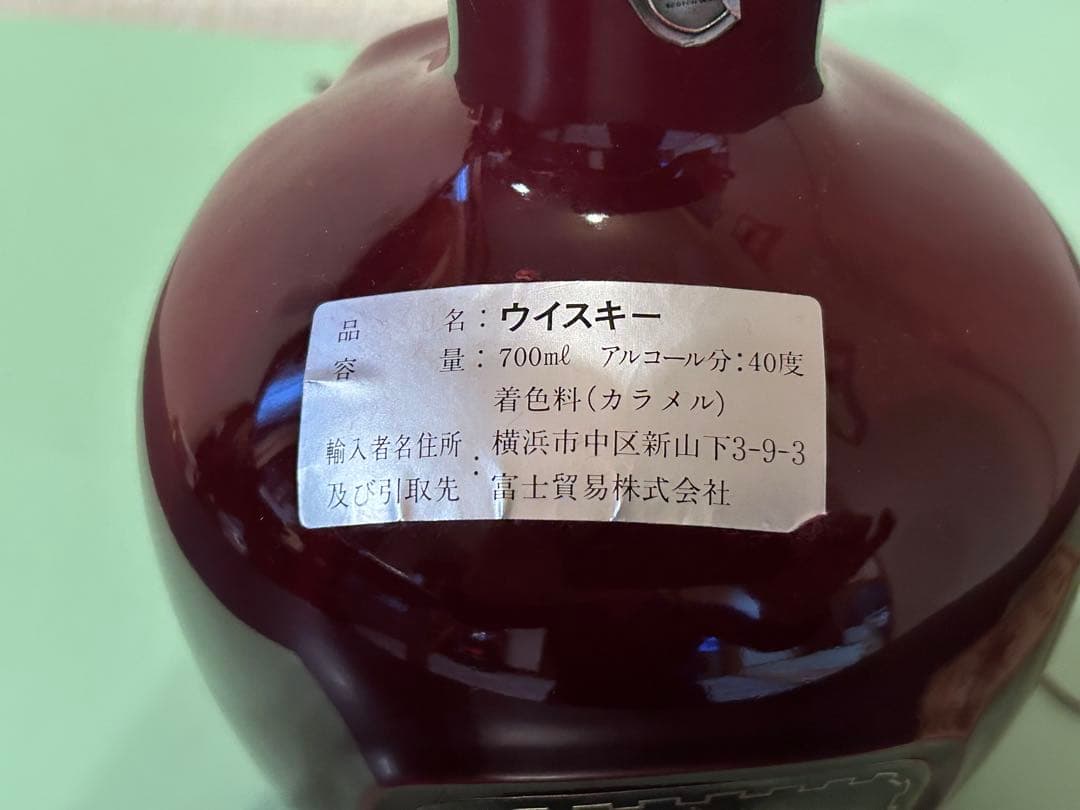 品　　　名：ウイスキー
容　　　量：700㎖　アルコール分：40度
着色料(カラメル)
輸入者名住所：横浜市中区新山下3-9-3
及び引取先　富士貿易株式会社